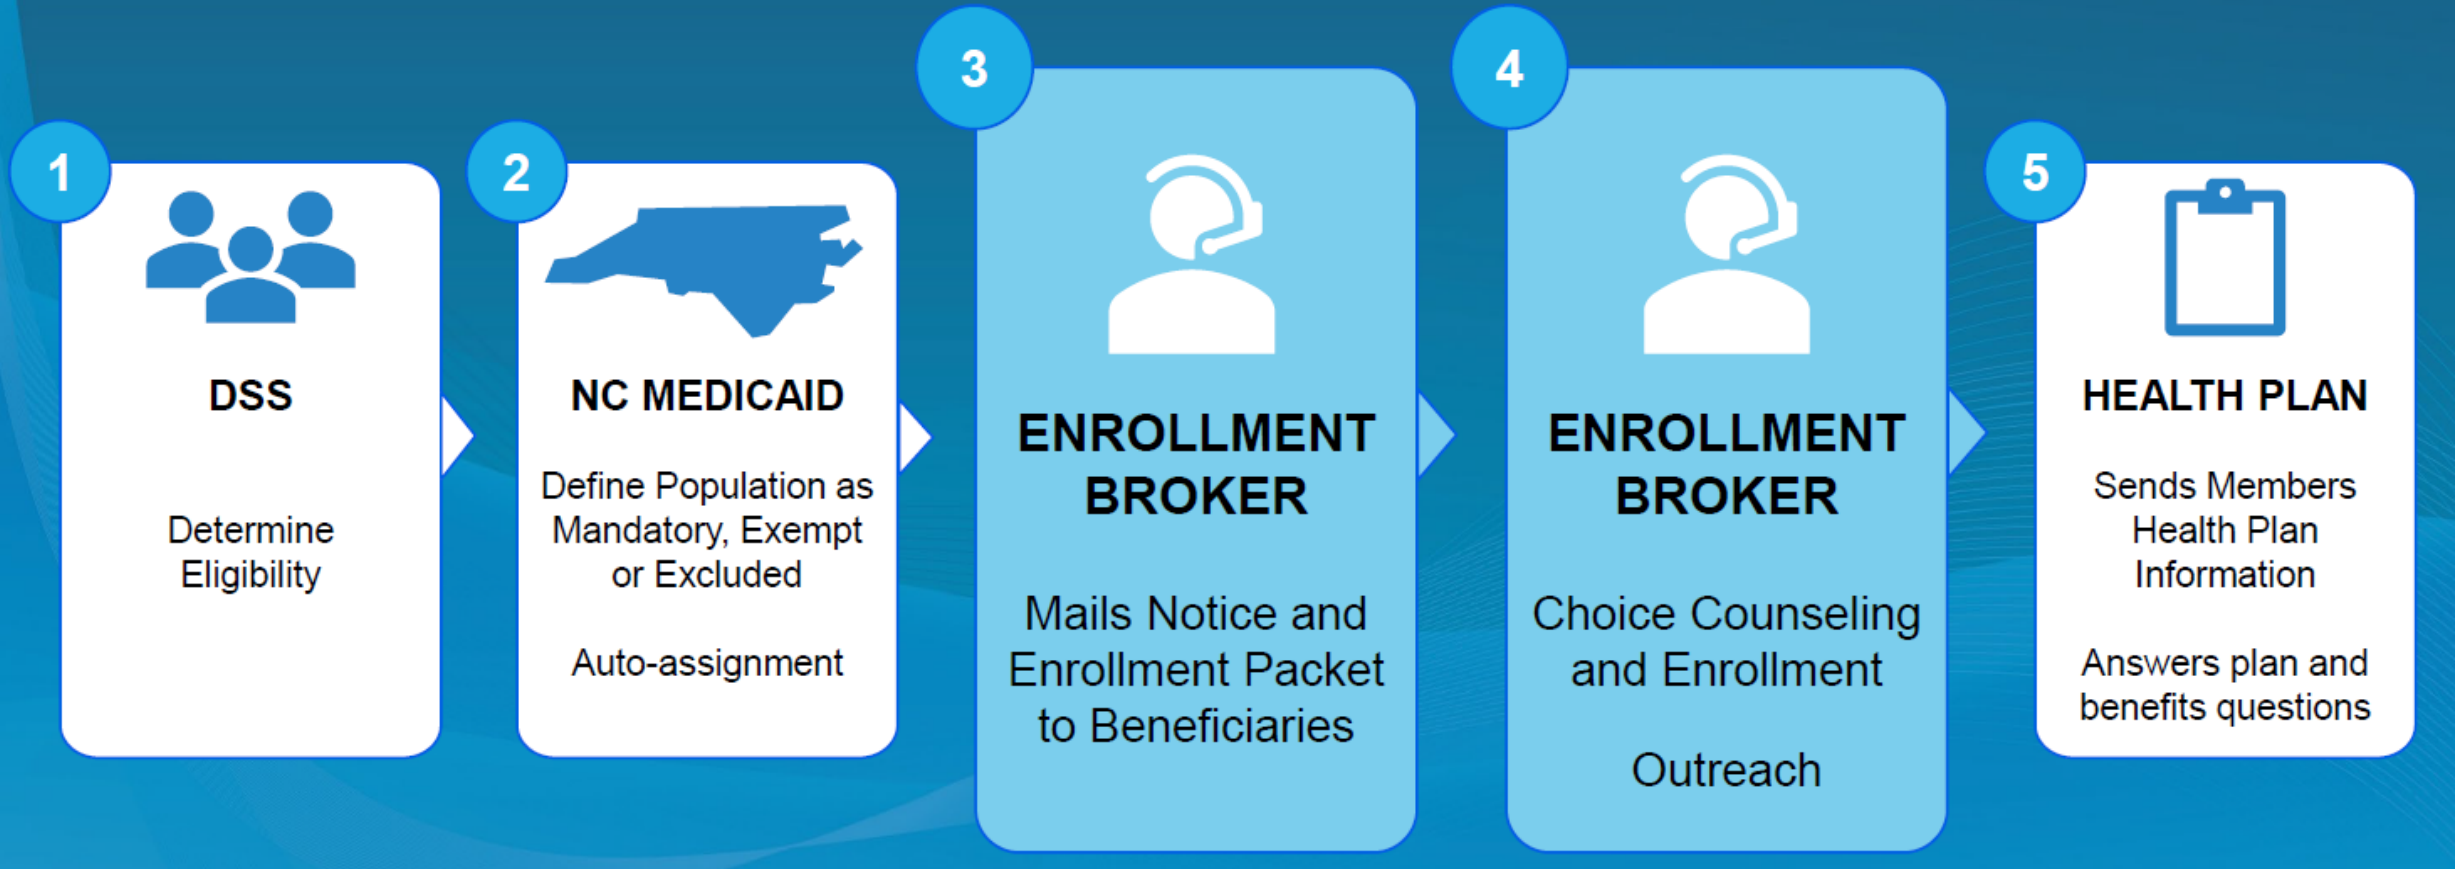 1
DSS
Determine
Eligibility
2
NC MEDICAID
Define Population as
Mandatory, Exempt
or Excluded
Auto-assignment
3
ENROLLMENT
BROKER
Mails Notice and
Enrollment Packet
to Beneficiaries
4
ENROLLMENT
BROKER
Choice Counseling
and Enrollment
Outreach
5
HEALTH PLAN
Sends Members
Health Plan
Information
Answers plan and
benefits questions